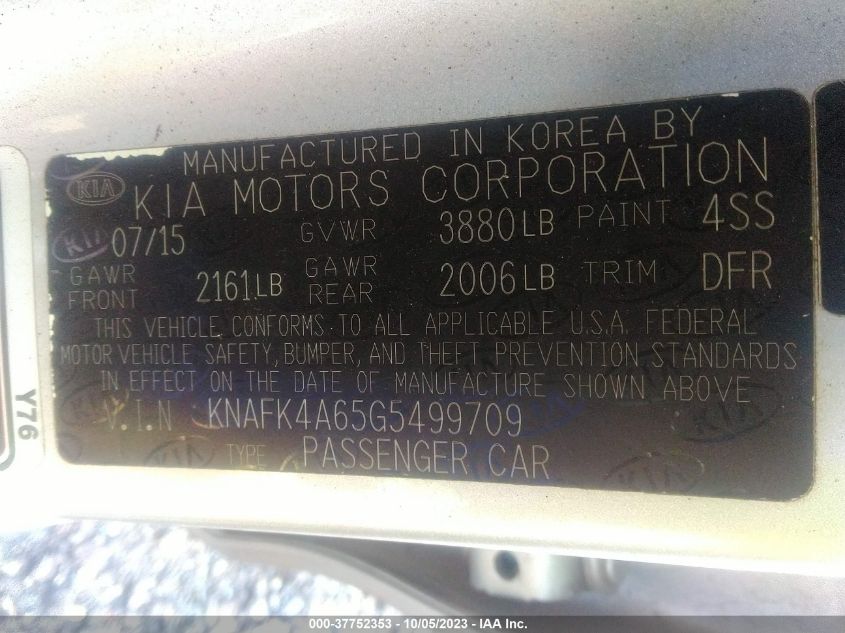 MANUFACTURED IN KOREA BY
KIA KIA MOTORS CORPORATION
KIA 07/15 GVWR 3880LB PAINT 4SS
GAWR FRONT 2161LB GAWR REAR 2006LB TRIM DFR
THIS VEHICLE CONFORMS TO ALL APPLICABLE U.S.A. FEDERAL
MOTOR VEHICLE SAFETY, BUMPER, AND THEFT PREVENTION STANDARDS
IN EFFECT ON THE DATE OF MANUFACTURE SHOWN ABOVE
V.I.N KNAFK4A65G5499709
TYPE PASSENGER CAR
Y76
000-37752353 - 10/05/2023 - IAA Inc.